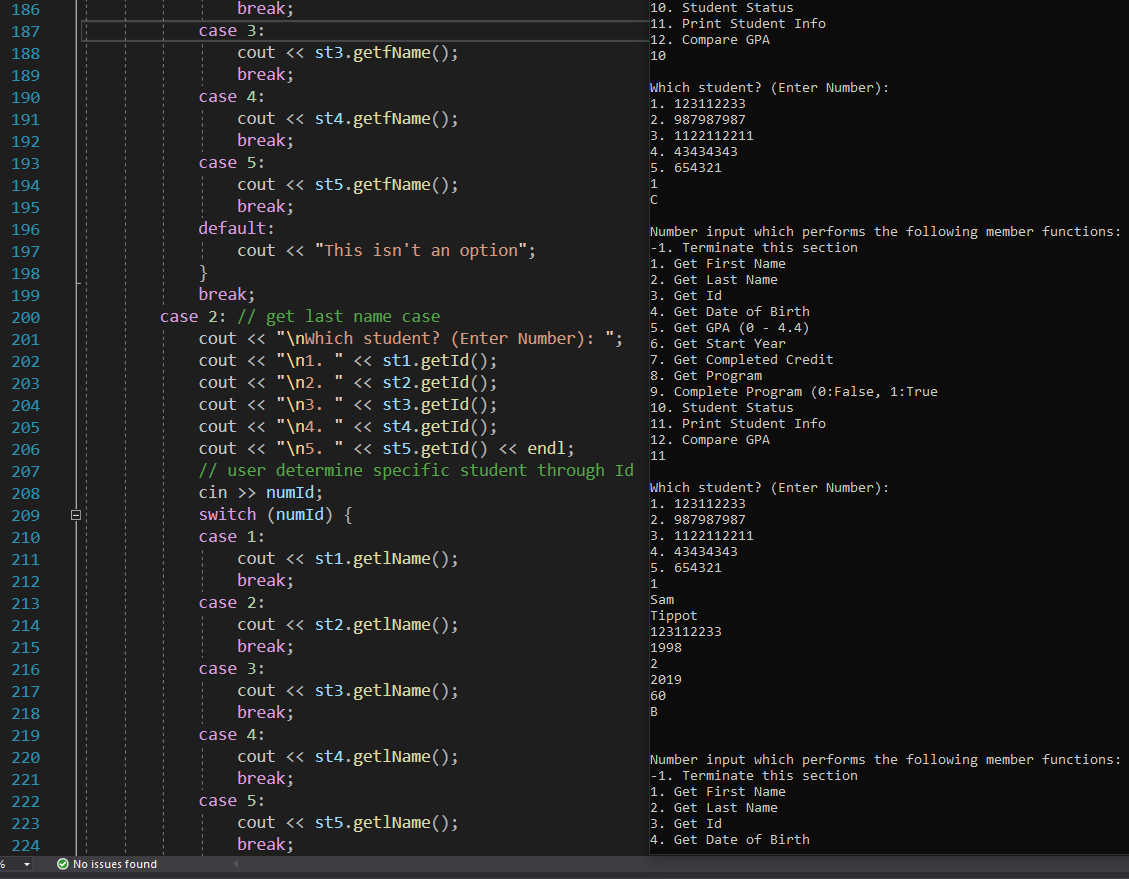 186 break;
187 case 3:
188 cout << st3.getfName();
189 break;
190 case 4:
191 cout << st4.getfName();
192 break;
193 case 5:
194 cout << st5.getfName();
195 break;
196 default:
197 cout << "This isn't an option";
198 }
199 break;
200 case 2: // get last name case
201 cout << "\nWhich student? (Enter Number): ";
202 cout << "\n1. " << st1.getId();
203 cout << "\n2. " << st2.getId();
204 cout << "\n3. " << st3.getId();
205 cout << "\n4. " << st4.getId();
206 cout << "\n5. " << st5.getId() << endl;
207 // user determine specific student through Id
208 cin >> numId;
209 switch (numId) {
210 case 1:
211 cout << st1.getlName();
212 break;
213 case 2:
214 cout << st2.getlName();
215 break;
216 case 3:
217 cout << st3.getlName();
218 break;
219 case 4:
220 cout << st4.getlName();
221 break;
222 case 5:
223 cout << st5.getlName();
224 break;
% No issues found
10. Student Status
11. Print Student Info
12. Compare GPA
10
Which student? (Enter Number):
1. 123112233
2. 987987987
3. 1122112211
4. 43434343
5. 654321
1
C
Number input which performs the following member functions:
-1. Terminate this section
1. Get First Name
2. Get Last Name
3. Get Id
4. Get Date of Birth
5. Get GPA (0 - 4.4)
6. Get Start Year
7. Get Completed Credit
8. Get Program
9. Complete Program (0:False, 1:True
10. Student Status
11. Print Student Info
12. Compare GPA
11
Which student? (Enter Number):
1. 123112233
2. 987987987
3. 1122112211
4. 43434343
5. 654321
1
Sam
Tippot
123112233
1998
2
2019
60
B
Number input which performs the following member functions:
-1. Terminate this section
1. Get First Name
2. Get Last Name
3. Get Id
4. Get Date of Birth